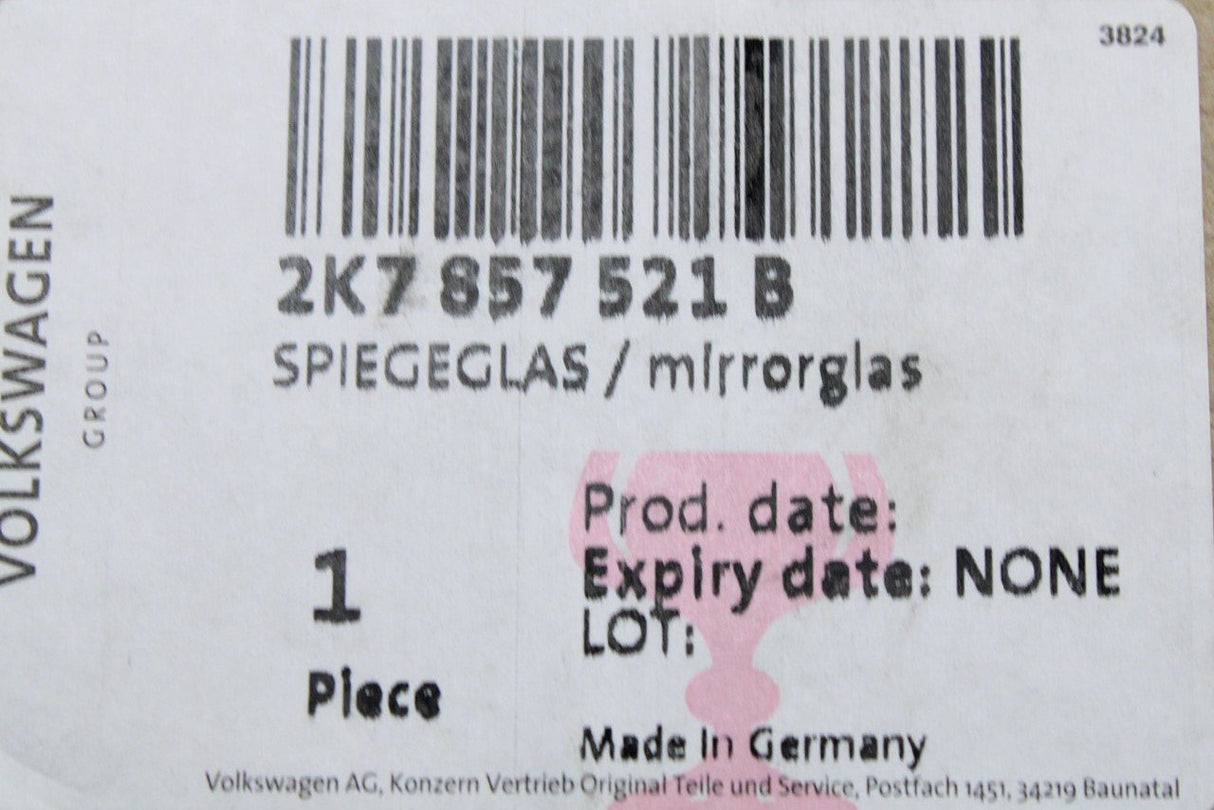 3824
VOLKSWAGEN
GROUP
2K7 857 521 B
SPIEGEGLAS / mirrorglas
1
Piece
Prod. date:
Expiry date: NONE
LOT:
Made in Germany
Volkswagen AG, Konzern Vertrieb Original Teile und Service, Postfach 1451, 34219 Baunatal